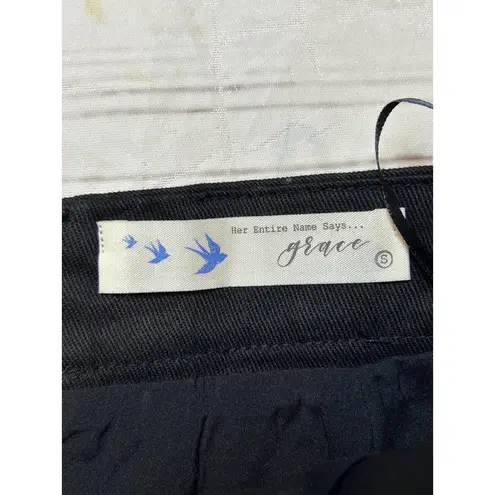 Her Entire Name Says...
grace
S